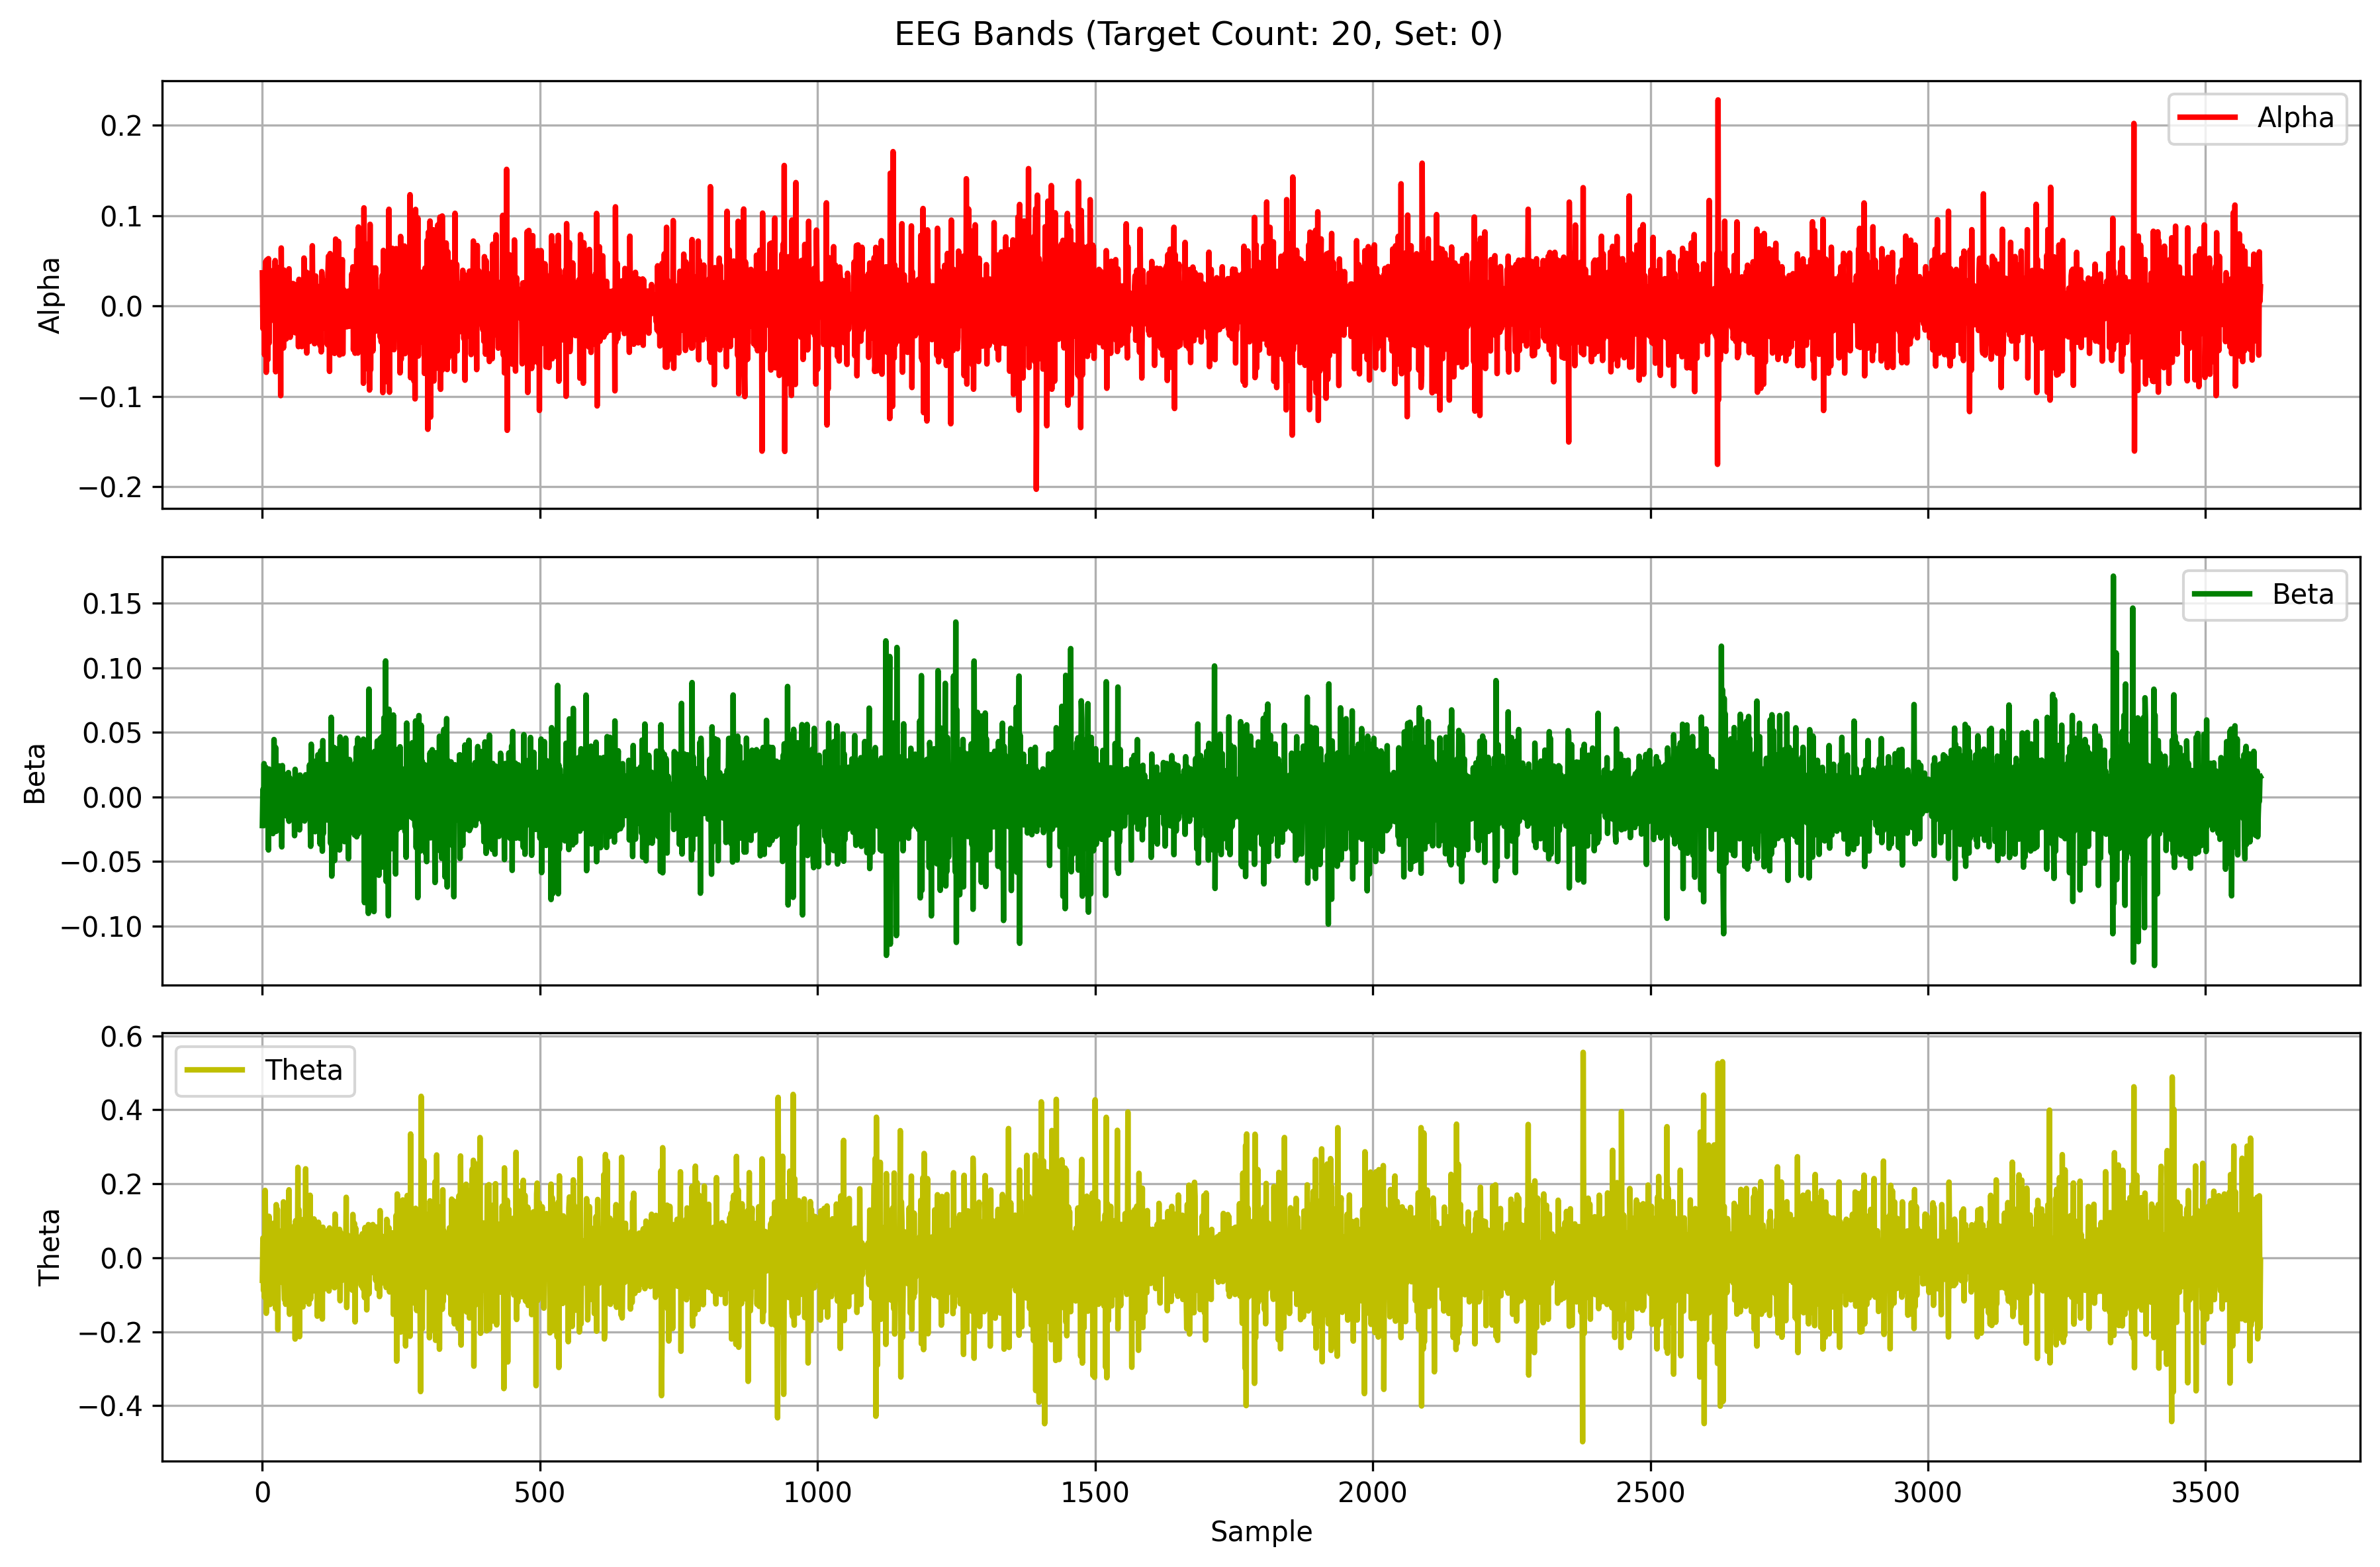 EEG Bands (Target Count: 20, Set: 0)
Alpha
0.2
0.1
0.0
−0.1
−0.2
Alpha
Beta
0.15
0.10
0.05
0.00
−0.05
−0.10
Beta
Theta
0.6
0.4
0.2
0.0
−0.2
−0.4
Theta
0 500 1000 1500 2000 2500 3000 3500
Sample